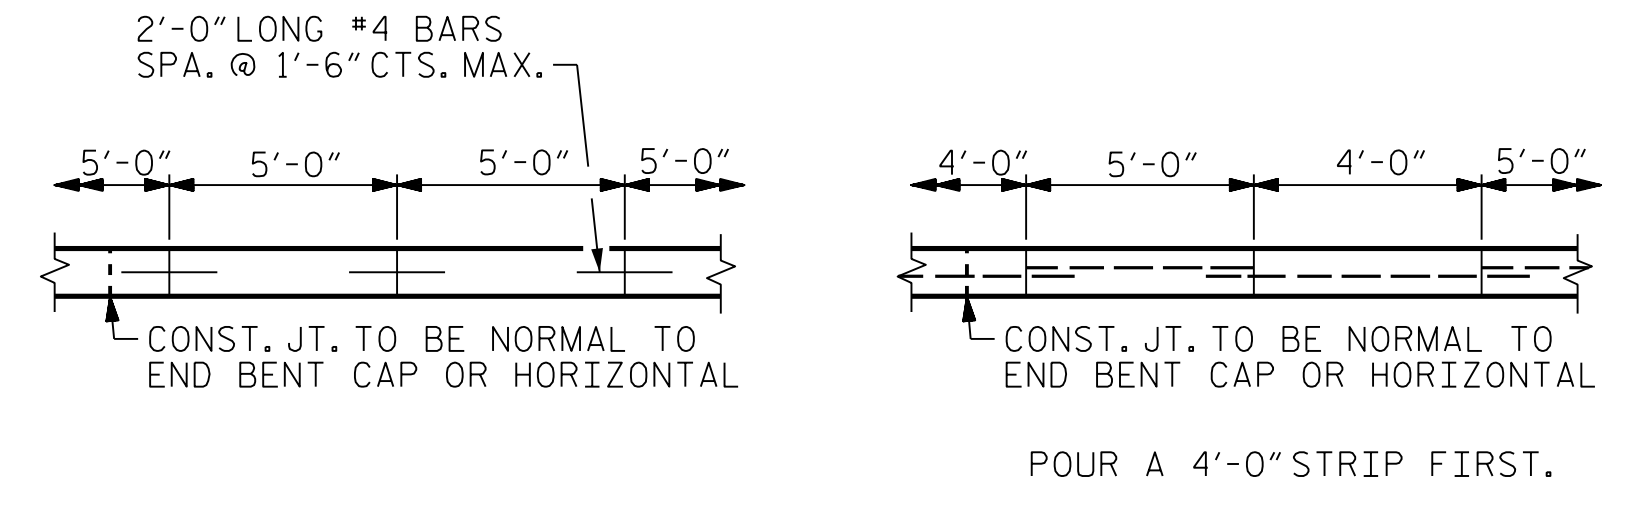 2'-0" LONG #4 BARS
SPA. @ 1'-6" CTS. MAX.
5'-0" 5'-0" 5'-0" 5'-0"
CONST. JT. TO BE NORMAL TO
END BENT CAP OR HORIZONTAL
4'-0" 5'-0" 4'-0" 5'-0"
CONST. JT. TO BE NORMAL TO
END BENT CAP OR HORIZONTAL
POUR A 4'-0" STRIP FIRST.